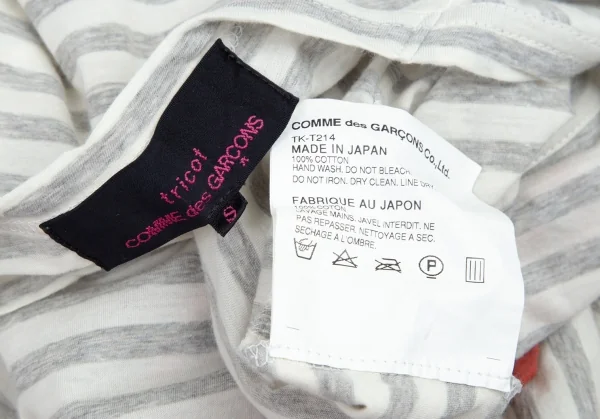 tricot
COMME des GARÇONS
S
COMME des GARÇONS Co., Ltd.
TK-T214
MADE IN JAPAN
100% COTTON
HAND WASH. DO NOT BLEACH.
DO NOT IRON. DRY CLEAN, LINE DRY
FABRIQUE AU JAPON
100% COTON
LAVAGE MAINS. JAVEL INTERDIT. NE
PAS REPASSER. NETTOYAGE A SEC.
SECHAGE A L'OMBRE.
P